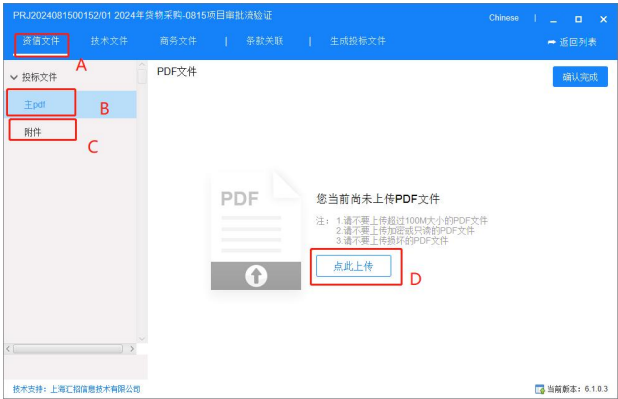 PRJ2024081500152/01 2024年货物采购-0815项目审批流验证
Chinese
资信文件 技术文件 商务文件 | 条款关联 | 生成投标文件 返回列表
A
投标文件
PDF文件
确认完成
主pdf
B
附件
C
PDF
您当前尚未上传PDF文件
注： 1.请不要上传超过100M大小的PDF文件
2.请不要上传加密或只读的PDF文件
3.请不要上传损坏的PDF文件
点此上传
D
技术支持：上海汇招信息技术有限公司
当前版本：6.1.0.3